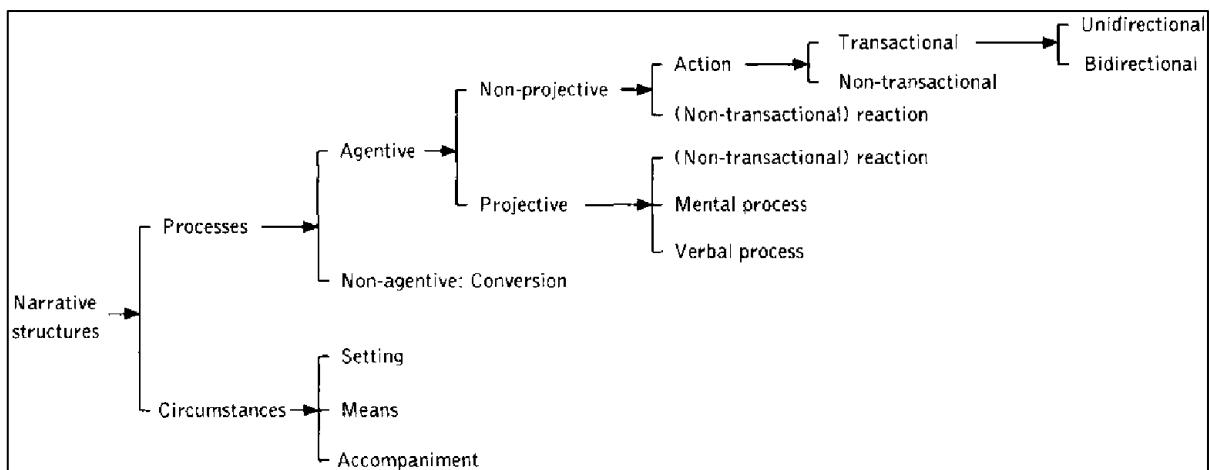 Unidirectional
Transactional
Bidirectional
Action
Non-transactional
Non-projective
(Non-transactional) reaction
Agentive
(Non-transactional) reaction
Projective
Mental process
Processes
Verbal process
Non-agentive: Conversion
Narrative
structures
Setting
Circumstances
Means
Accompaniment